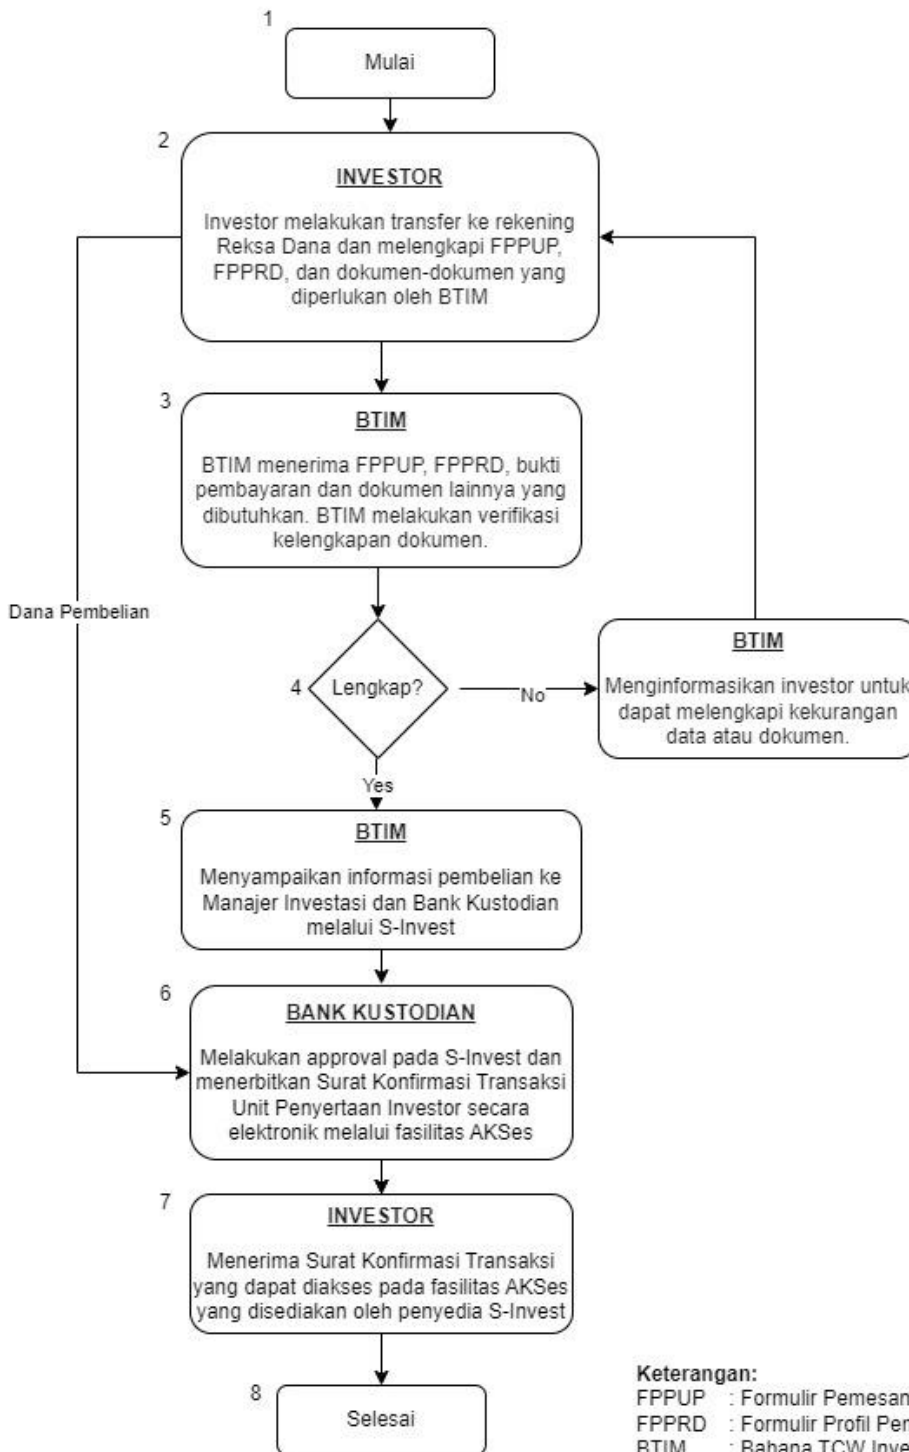 1
Mulai
2
INVESTOR
Investor melakukan transfer ke rekening
Reksa Dana dan melengkapi FPPUP,
FPPRD, dan dokumen-dokumen yang
diperlukan oleh BTIM
3
BTIM
BTIM menerima FPPUP, FPPRD, bukti
pembayaran dan dokumen lainnya yang
dibutuhkan. BTIM melakukan verifikasi
kelengkapan dokumen.
Dana Pembelian
4
Lengkap?
No
BTIM
Menginformasikan investor untuk
dapat melengkapi kekurangan
data atau dokumen.
Yes
5
BTIM
Menyampaikan informasi pembelian ke
Manajer Investasi dan Bank Kustodian
melalui S-Invest
6
BANK KUSTODIAN
Melakukan approval pada S-Invest dan
menerbitkan Surat Konfirmasi Transaksi
Unit Penyertaan Investor secara
elektronik melalui fasilitas AKSes
7
INVESTOR
Menerima Surat Konfirmasi Transaksi
yang dapat diakses pada fasilitas AKSes
yang disediakan oleh penyedia S-Invest
8
Selesai
Keterangan:
FPPUP : Formulir
FPPRD : Formulir Profil
BTIM : Bahana TCW